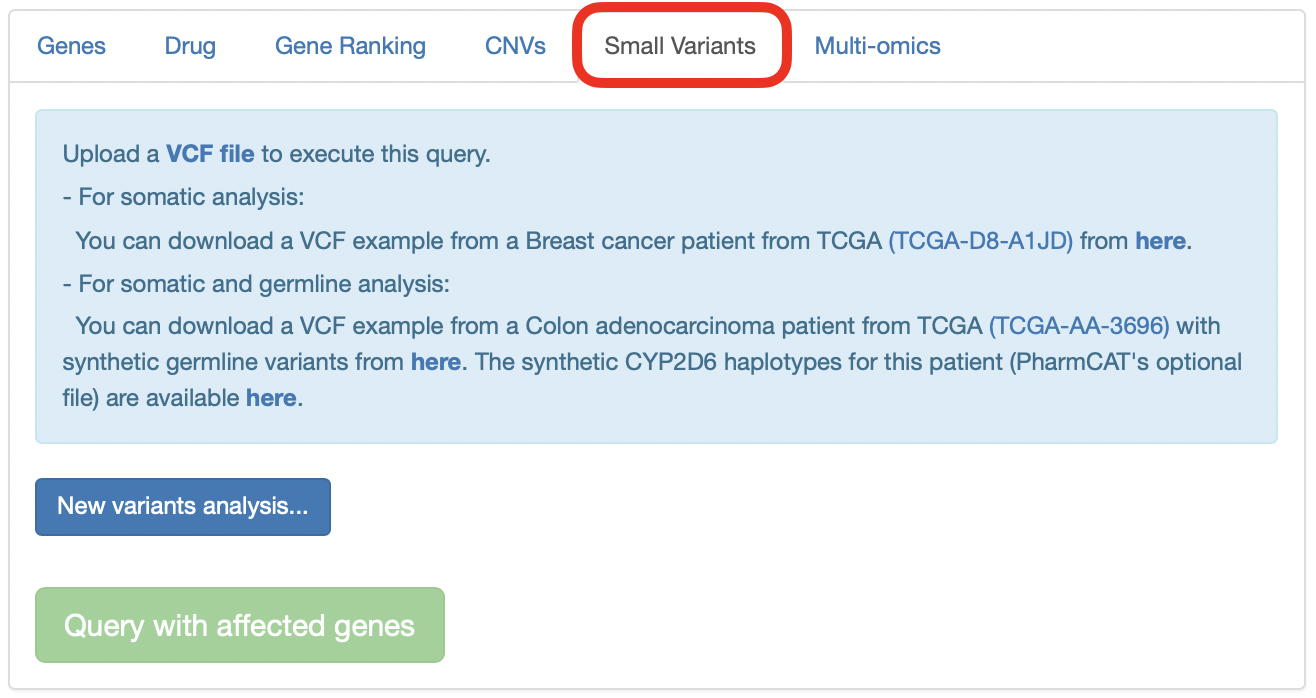 Genes Drug Gene Ranking CNVs Small Variants Multi-omics
Upload a VCF file to execute this query.
- For somatic analysis:
You can download a VCF example from a Breast cancer patient from TCGA (TCGA-D8-A1JD) from here.
- For somatic and germline analysis:
You can download a VCF example from a Colon adenocarcinoma patient from TCGA (TCGA-AA-3696) with
synthetic germline variants from here. The synthetic CYP2D6 haplotypes for this patient (PharmCAT's optional
file) are available here.
New variants analysis...
Query with affected genes